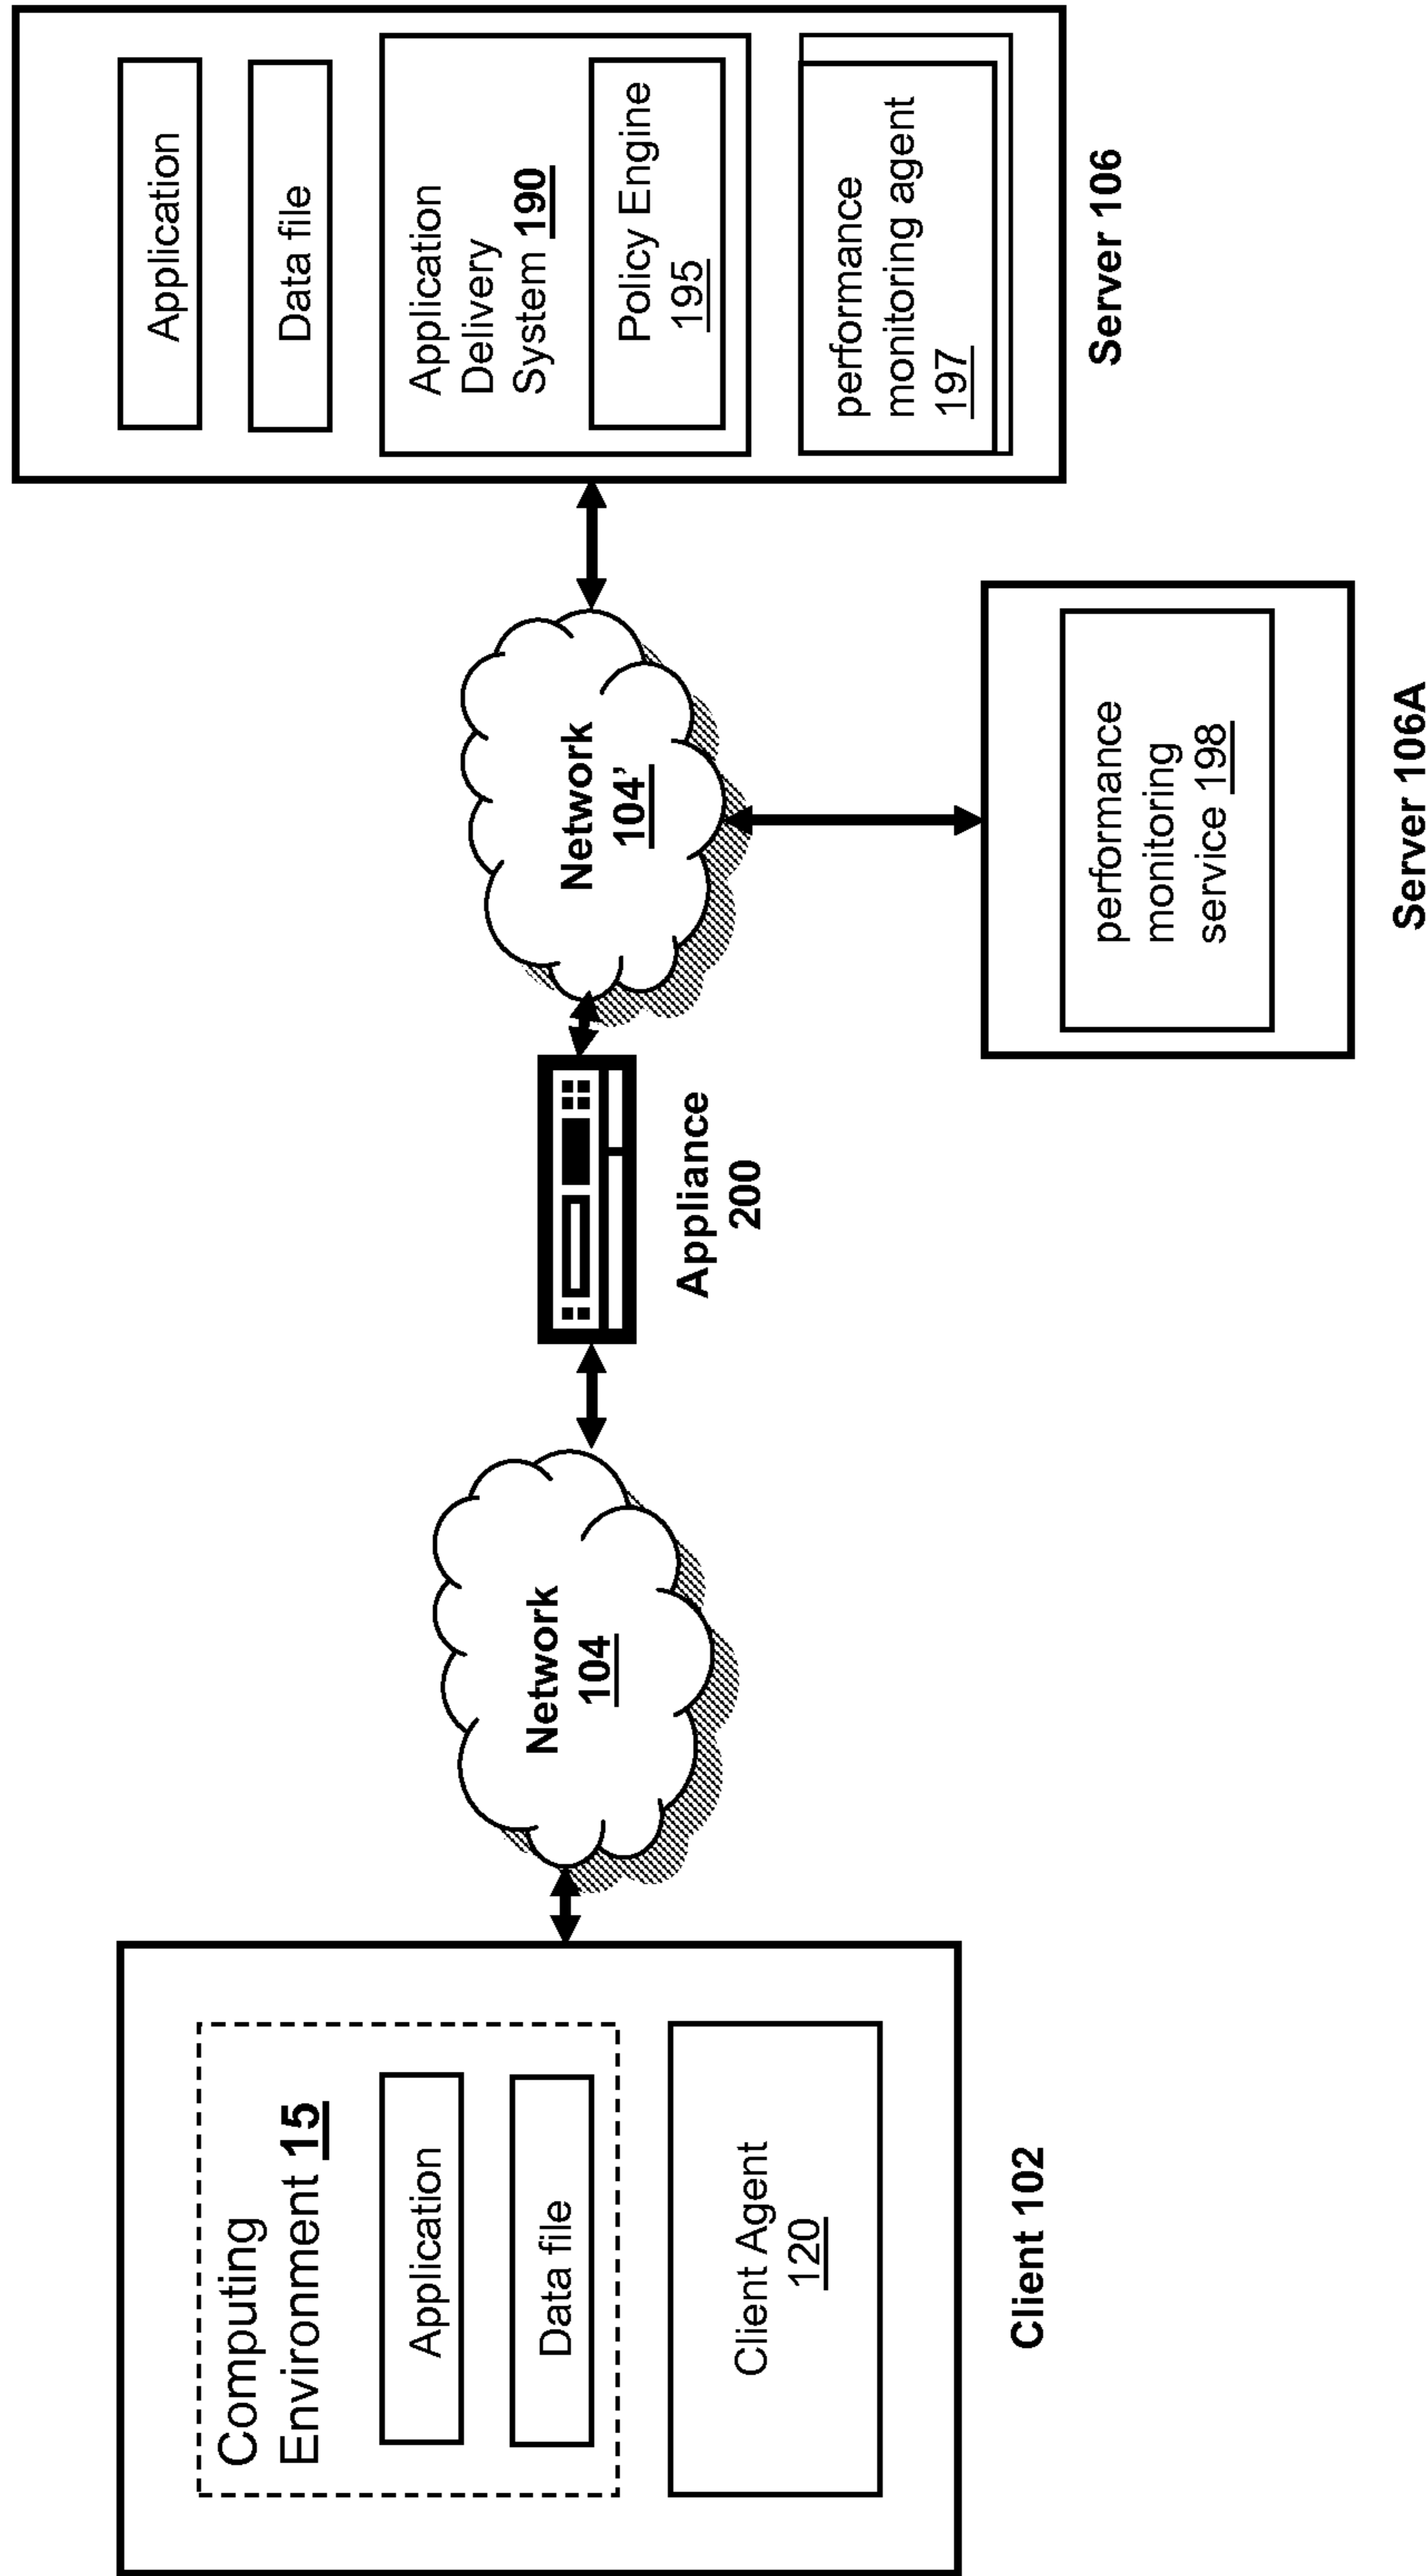 Computing
Environment 15
Application
Data file
Client Agent
120
Client 102
Network
104
Appliance
200
Network
104’
performance
monitoring
service 198
Server 106A
Application
Data file
Application
Delivery
System 190
Policy Engine
195
performance
monitoring agent
197
Server 106